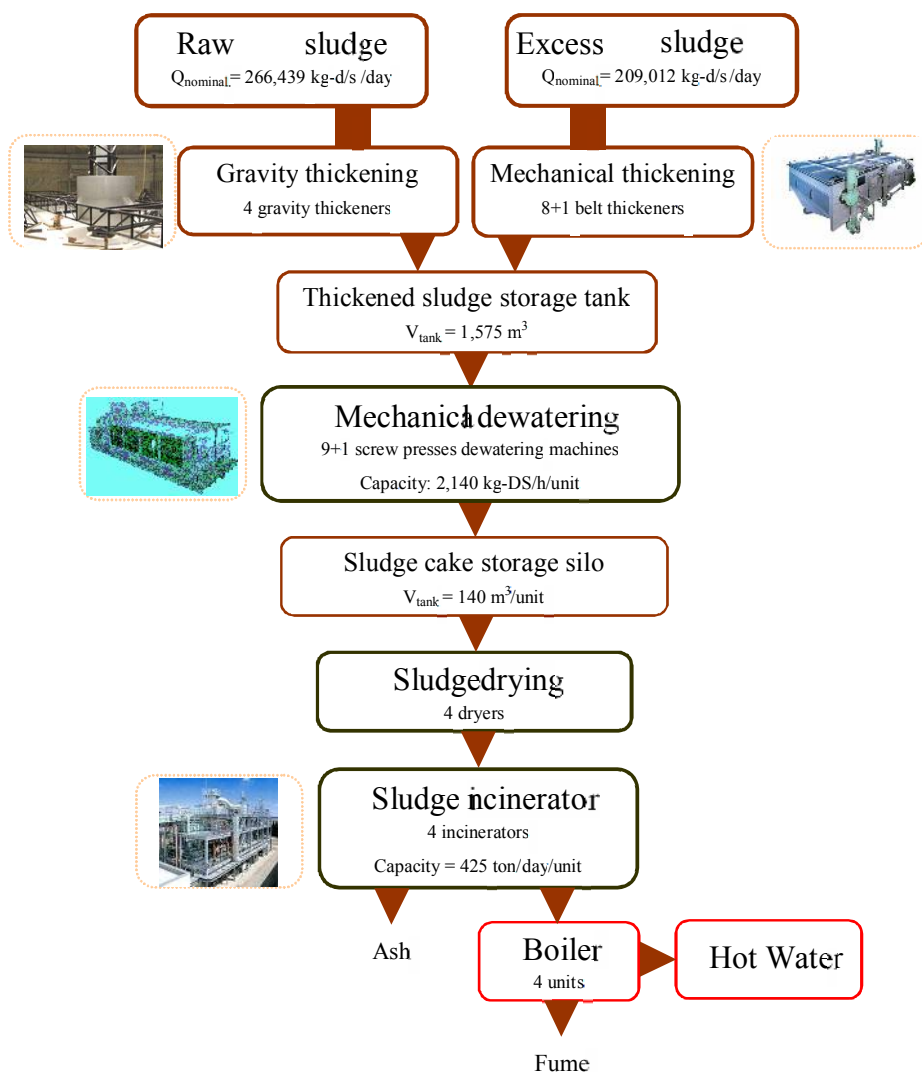 Raw sludge
Qnominal.= 266,439 kg-d/s /day
Excess sludge
Qnominal = 209,012 kg-d/s /day
Gravity thickening
4 gravity thickeners
Mechanical thickening
8+1 belt thickeners
Thickened sludge storage tank
Vtank = 1,575 m3
Mechanical dewatering
9+1 screw presses dewatering machines
Capacity: 2,140 kg-DS/h/unit
Sludge cake storage silo
Vtank = 140 m3/unit
Sludgedrying
4 dryers
Sludge incinerator
4 incinerators
Capacity = 425 ton/day/unit
Ash
Boiler
4 units
Hot Water
Fume